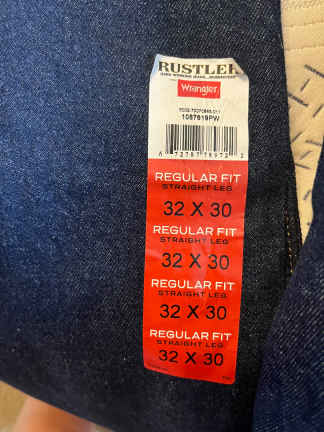 RUSTLER
Wrangler
1087619PW
REGULAR FIT
STRAIGHT LEG
32 X 30
REGULAR FIT
STRAIGHT LEG
32 X 30
REGULAR FIT
STRAIGHT LEG
32 X 30
REGULAR FIT
STRAIGHT LEG
32 X 30